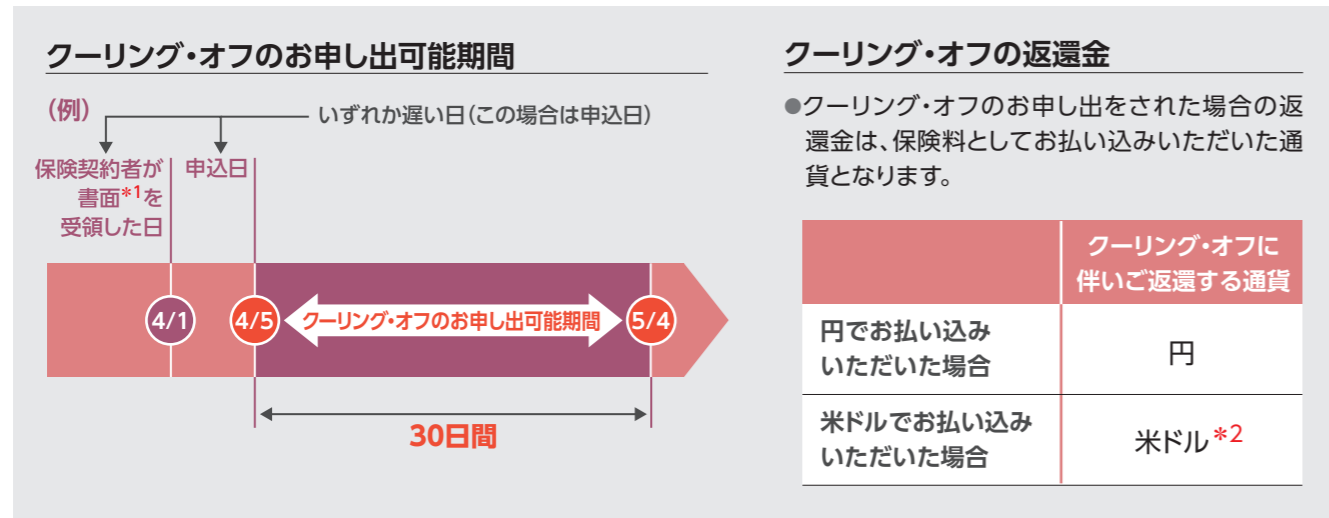 クーリング・オフのお申し出可能期間
(例)
いずれか遅い日(この場合は申込日)
保険契約者が
書面*1を
受領した日
申込日
4/1
4/5
クーリング・オフのお申し出可能期間
5/4
30日間
クーリング・オフの返還金
●クーリング・オフのお申し出をされた場合の返
還金は、保険料としてお払い込みいただいた通
貨となります。
クーリング・オフに
伴いご返還する通貨
円でお払い込み
いただいた場合
円
米ドルでお払い込み
いただいた場合
米ドル*2